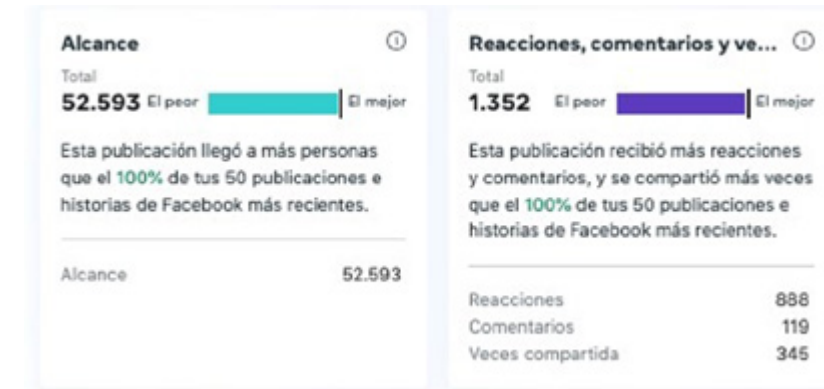 Alcance
Total
52.593 El peor El mejor
Esta publicación llegó a más personas
que el 100% de tus 50 publicaciones e
historias de Facebook más recientes.
Alcance 52.593
Reacciones, comentarios y ve...
Total
1.352 El peor El mejor
Esta publicación recibió más reacciones
y comentarios, y se compartió más veces
que el 100% de tus 50 publicaciones e
historias de Facebook más recientes.
Reacciones 888
Comentarios 119
Veces compartida 345